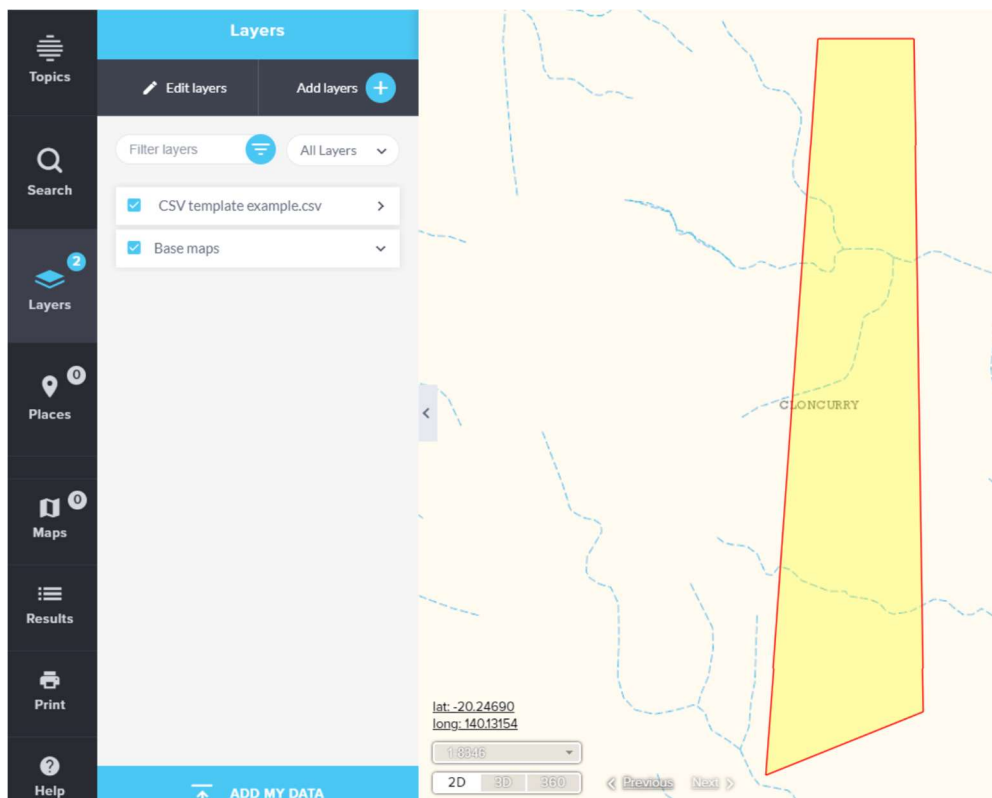 Topics
Search
2
Layers
0
Places
0
Maps
Results
Print
Help
Layers
Edit layers
Add layers
Filter layers
All Layers
CSV template example.csv
Base maps
ADD MY DATA
CLONCURRY
lat: -20.24690
long: 140.13154
1:8346
2D 3D 360
Previous Next